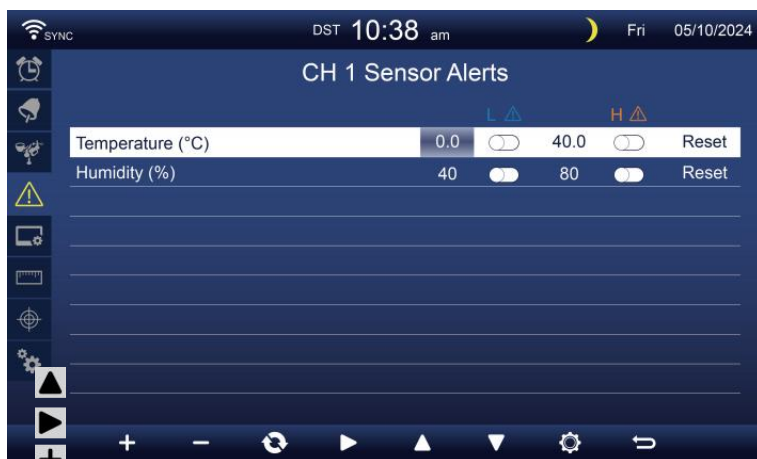 SYNC DST 10:38 am Fri 05/10/2024
CH 1 Sensor Alerts
L H
Temperature (°C) 0.0 40.0 Reset
Humidity (%) 40 80 Reset